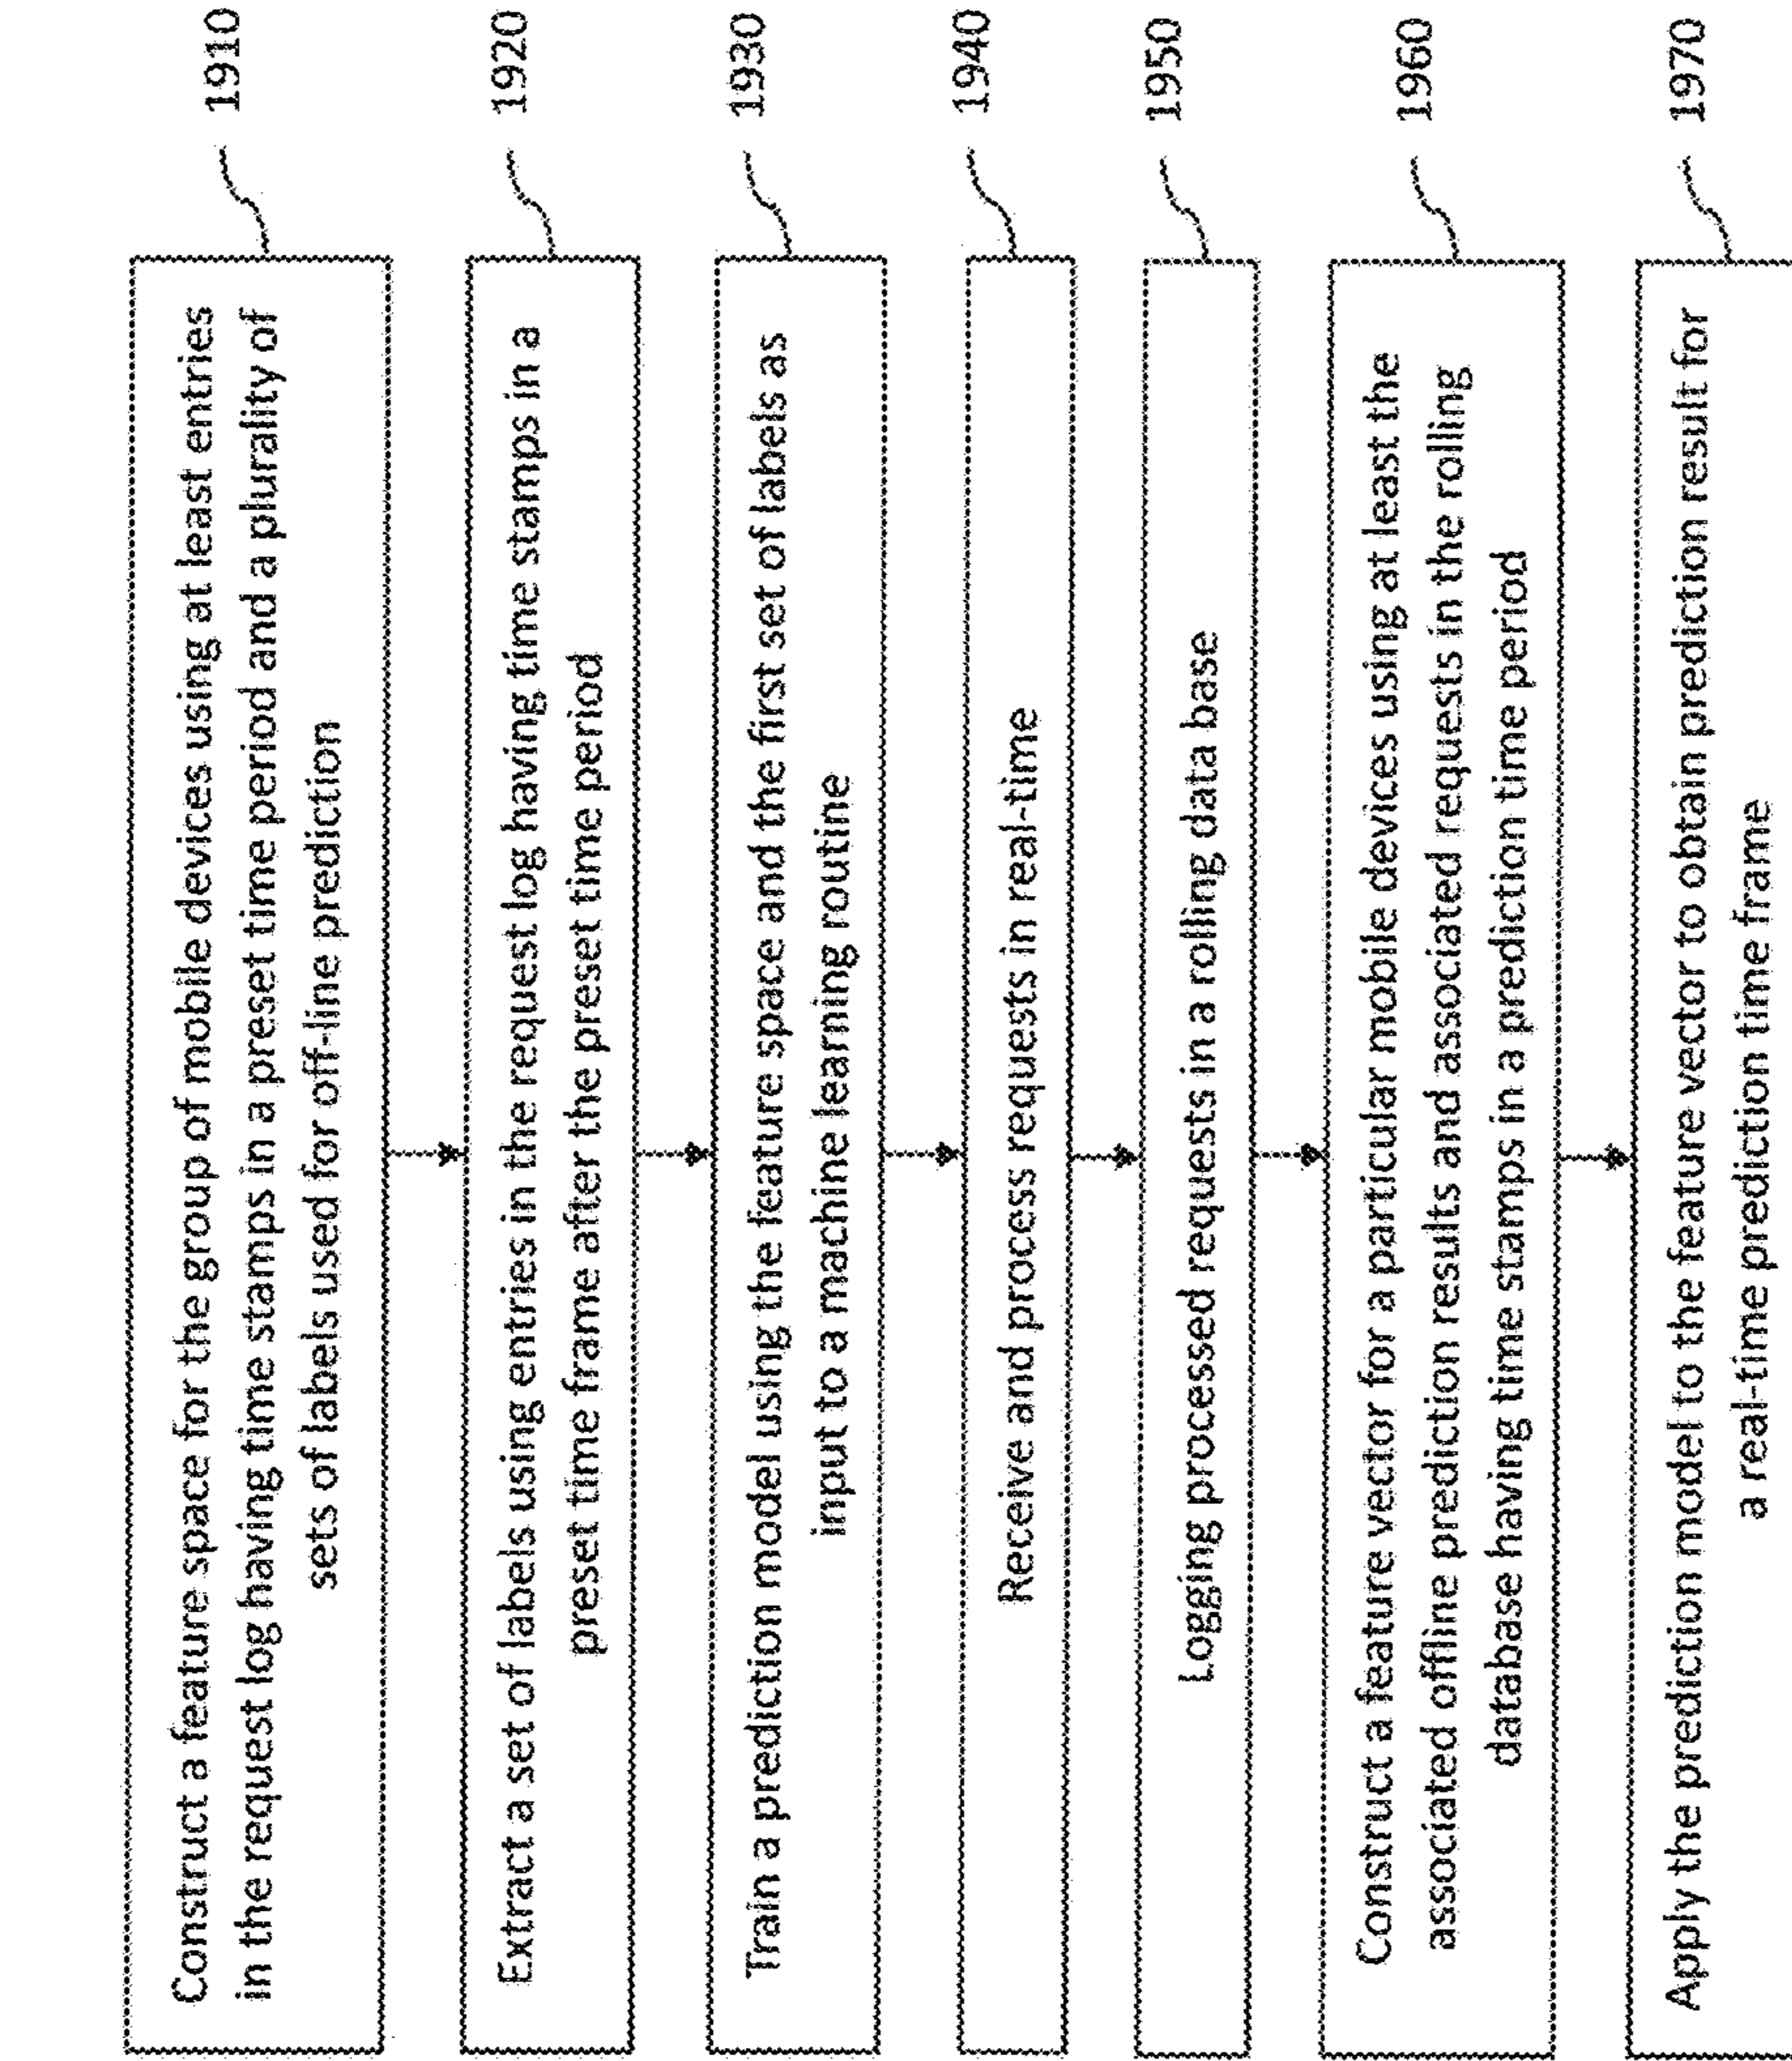 Construct a feature space for the group of mobile devices using at least entries
in the request log having time stamps in a preset time period and a plurality of
sets of labels used for off-line prediction
1910
Extract a set of labels using entries in the request log having time stamps in a
preset time frame after the preset time period
1920
Train a prediction model using the feature space and the first set of labels as
input to a machine learning routine
1930
Receive and process requests in real-time
1940
Logging processed requests in a rolling data base
1950
Construct a feature vector for a particular mobile devices using at least the
associated offline prediction results and associated requests in the rolling
database having time stamps in a prediction time period
1960
Apply the prediction model to the feature vector to obtain prediction result for
a real-time prediction time frame
1970